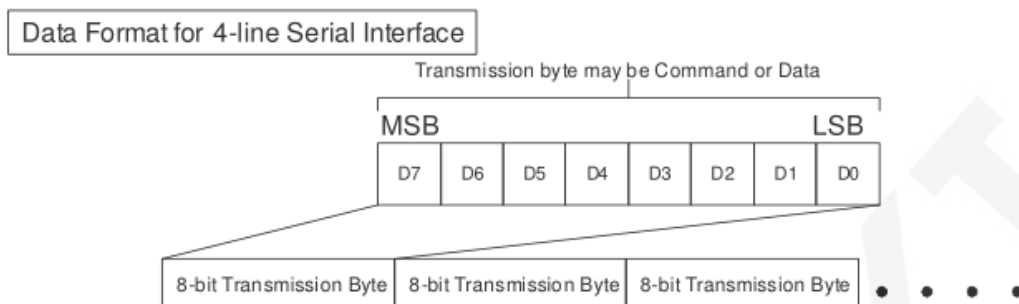 Data Format for 4-line Serial Interface
Transmission byte may be Command or Data
MSB LSB
D7 D6 D5 D4 D3 D2 D1 D0
8-bit Transmission Byte 8-bit Transmission Byte 8-bit Transmission Byte